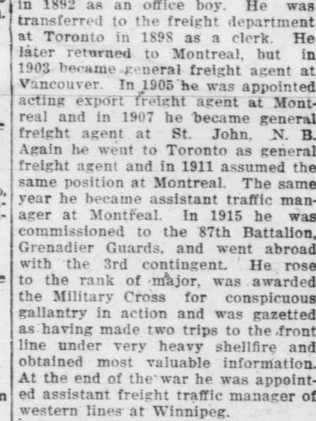 in 1892 as an office boy. He was
transferred to the freight department
at Toronto in 1898 as a clerk. He
later returned to Montreal, but in
1903 became general freight agent at
Vancouver. In 1905 he was appointed
acting export freight agent at Mont-
real and in 1907 he became general
freight agent at St. John, N. B.
Again he went to Toronto as general
freight agent and in 1911 assumed the
same position at Montreal. The same
year he became assistant traffic man-
ager at Montreal. In 1915 he was
commissioned to the 87th Battalion,
Grenadier Guards, and went abroad
with the 3rd contingent. He rose
to the rank of major, was awarded
the Military Cross for conspicuous
gallantry in action and was gazetted
as having made two trips to the front
line under very heavy shellfire and
obtained most valuable information.
At the end of the war he was appoint-
ed assistant freight traffic manager of
western lines at Winnipeg.